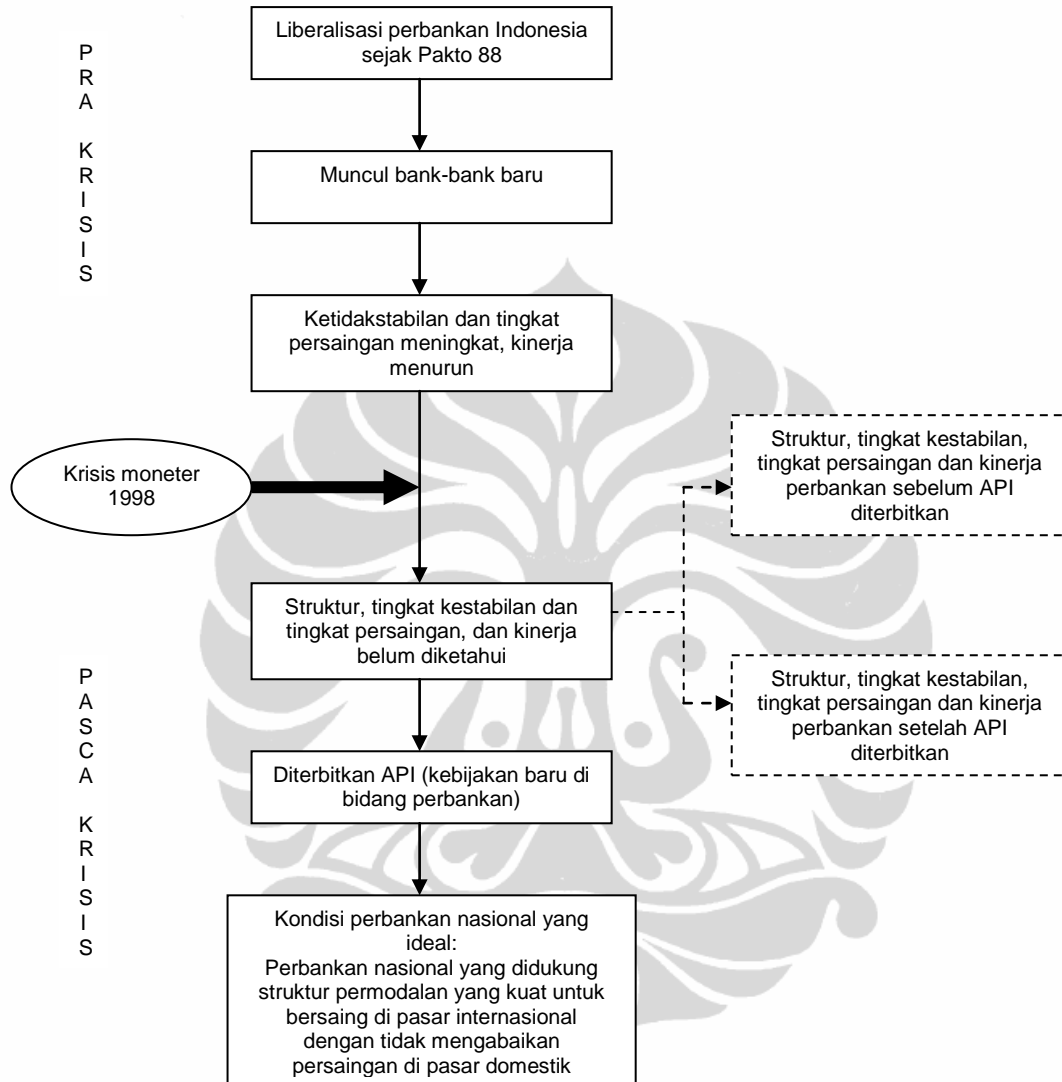 Liberalisasi perbankan Indonesia
sejak Pakto 88
PRA KRISIS
Muncul bank-bank baru
Ketidakstabilan dan tingkat
persaingan meningkat, kinerja
menurun
Krisis moneter
1998
Struktur, tingkat kestabilan,
tingkat persaingan dan kinerja
perbankan sebelum API
diterbitkan
Struktur, tingkat kestabilan dan
tingkat persaingan, dan kinerja
belum diketahui
Struktur, tingkat kestabilan,
tingkat persaingan dan kinerja
perbankan setelah API
diterbitkan
PASCA KRISIS
Diterbitkan API (kebijakan baru di
bidang perbankan)
Kondisi perbankan nasional yang
ideal:
Perbankan nasional yang didukung
struktur permodalan yang kuat untuk
bersaing di pasar internasional
dengan tidak mengabaikan
persaingan di pasar domestik